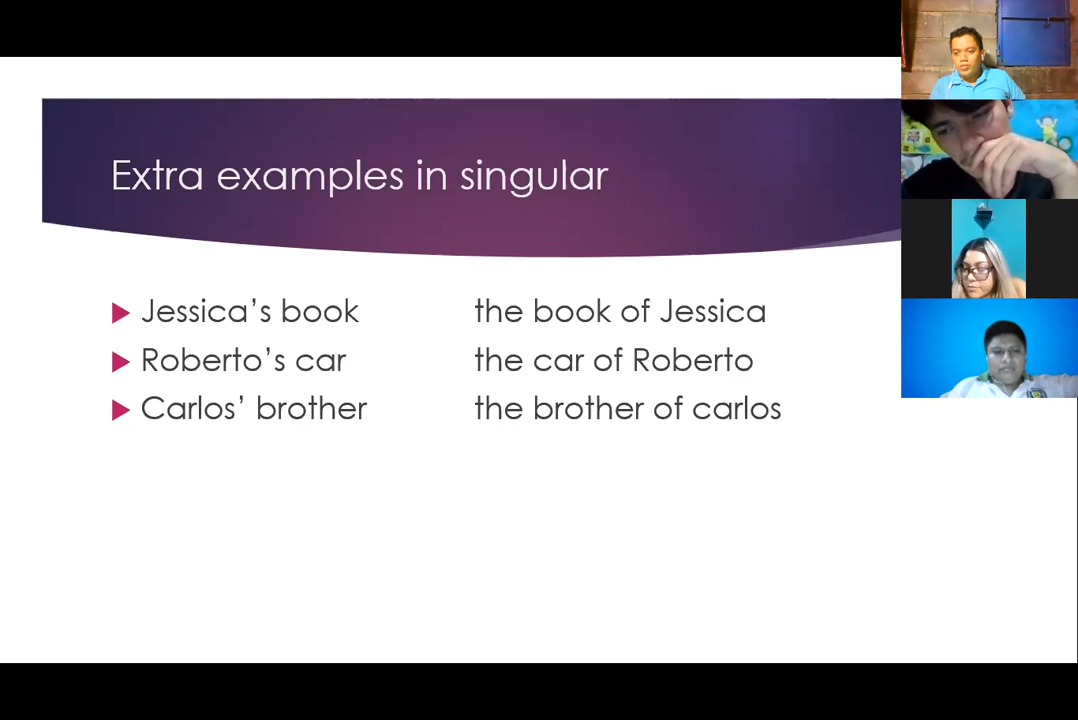 Extra examples in singular
Jessica’s book the book of Jessica
Roberto’s car the car of Roberto
Carlos’ brother the brother of carlos